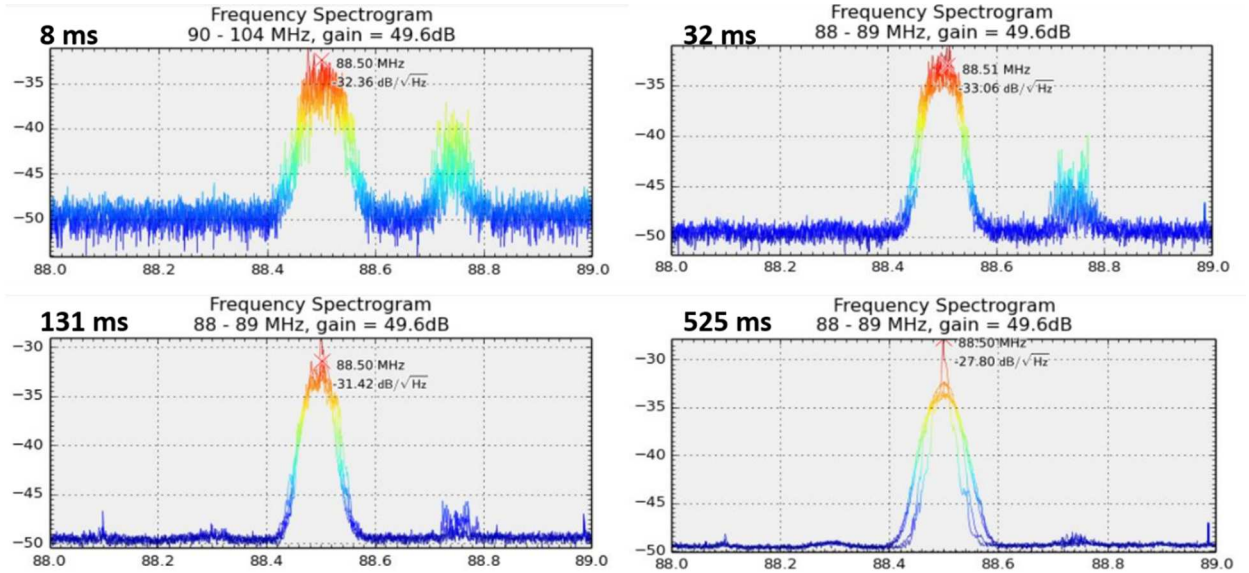 Frequency Spectrogram
8 ms
90 - 104 MHz, gain = 49.6dB
88.50 MHz
-32.36 dB/√Hz
−35
−40
−45
−50
88.0 88.2 88.4 88.6 88.8 89.0
Frequency Spectrogram
32 ms
88 - 89 MHz, gain = 49.6dB
88.51 MHz
-33.06 dB/√Hz
−35
−40
−45
−50
88.0 88.2 88.4 88.6 88.8 89.0
Frequency Spectrogram
131 ms
88 - 89 MHz, gain = 49.6dB
−30
88.50 MHz
-31.42 dB/√Hz
−35
−40
−45
−50
88.0 88.2 88.4 88.6 88.8 89.0
Frequency Spectrogram
525 ms
88 - 89 MHz, gain = 49.6dB
88.50 MHz
−30
-27.80 dB/√Hz
−35
−40
−45
−50
88.0 88.2 88.4 88.6 88.8 89.0